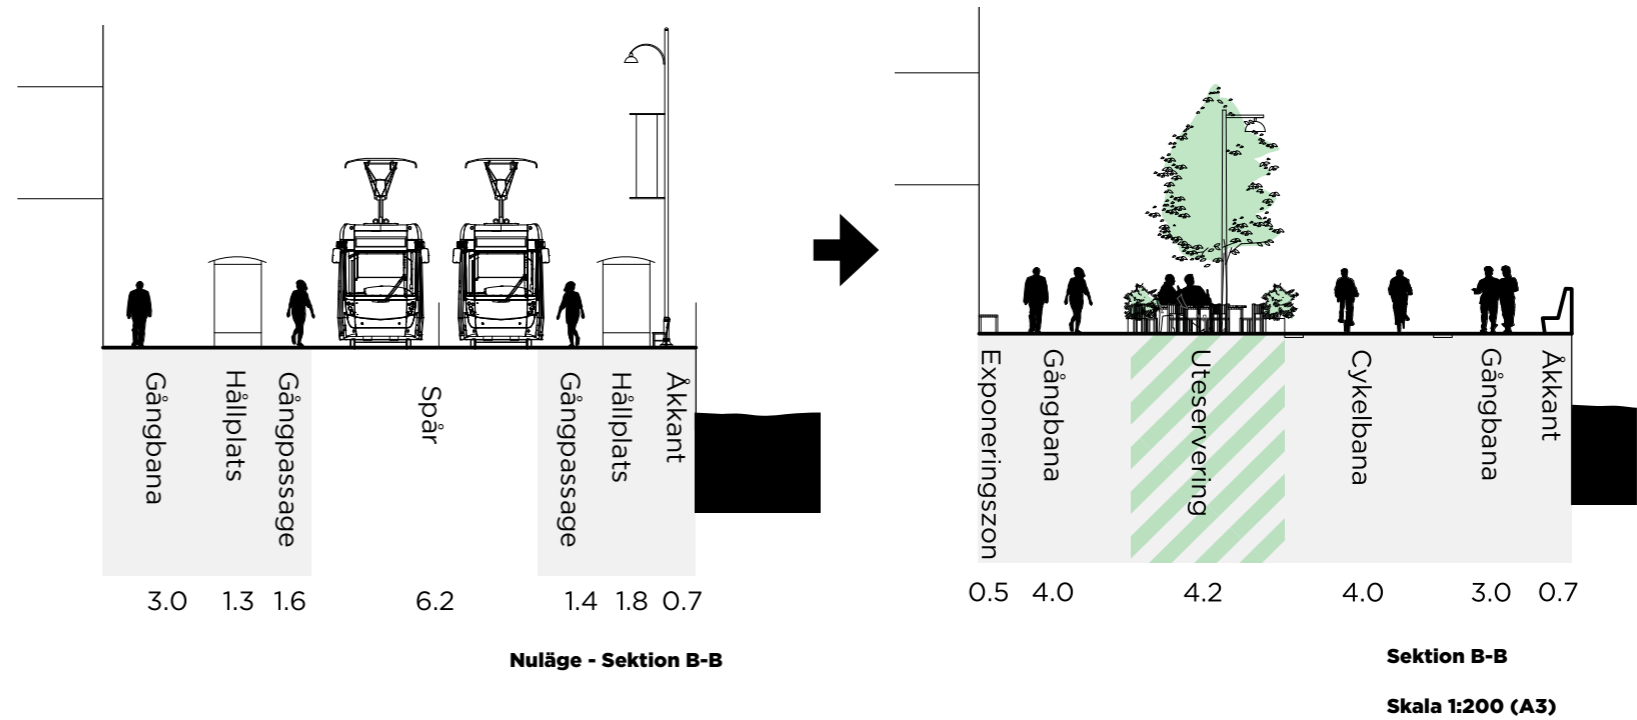 Gångbana
Hållplats
Gångpassage
Spår
Gångpassage
Hållplats
Åkkant
3.0 1.3 1.6 6.2 1.4 1.8 0.7
Nuläge - Sektion B-B
Exponeringszon
Gångbana
Uteservering
Cykelbana
Gångbana
Åkkant
0.5 4.0 4.2 4.0 3.0 0.7
Sektion B-B
Skala 1:200 (A3)